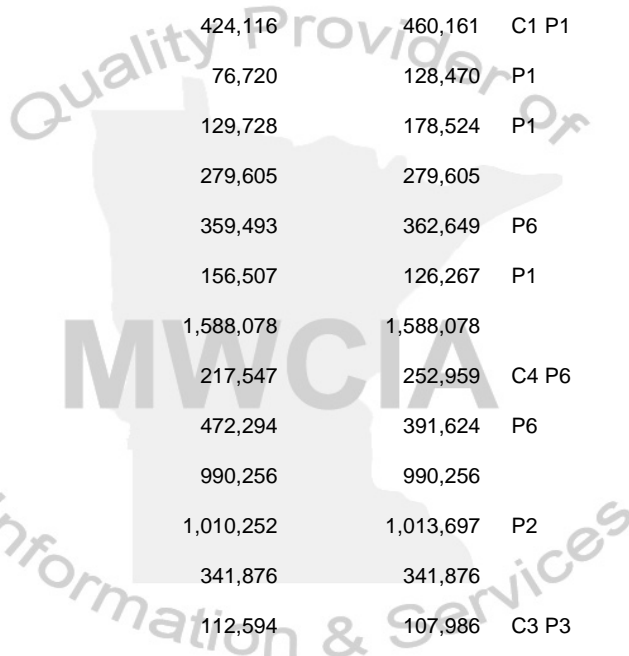 Quality Provider of
424,116 460,161 C1 P1
76,720 128,470 P1
129,728 178,524 P1
279,605 279,605
359,493 362,649 P6
156,507 126,267 P1
1,588,078 1,588,078
MWCIA
217,547 252,959 C4 P6
472,294 391,624 P6
990,256 990,256
1,010,252 1,013,697 P2
341,876 341,876
112,594 107,986 C3 P3
Information & Services